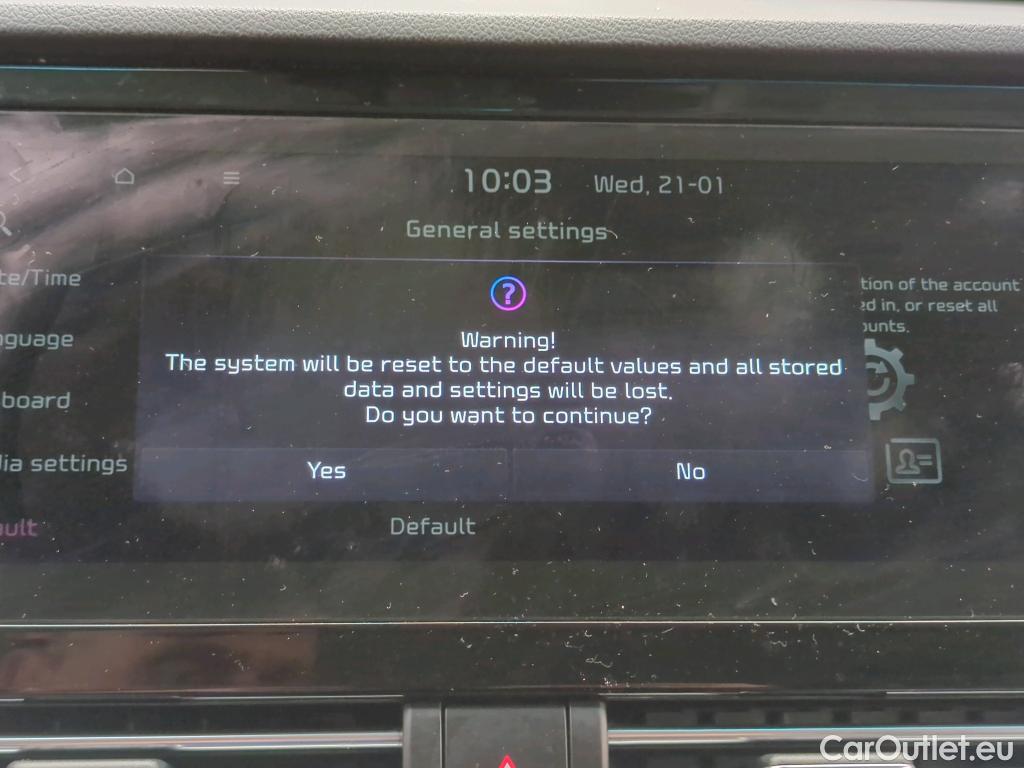 10:03 Wed, 21-01
General settings
te/Time
tion of the account
ed in, or reset all
ounts.
Warning!
The system will be reset to the default values and all stored
data and settings will be lost.
Do you want to continue?
guage
board
dia settings
Yes No
ault
Default
CarOutlet.eu